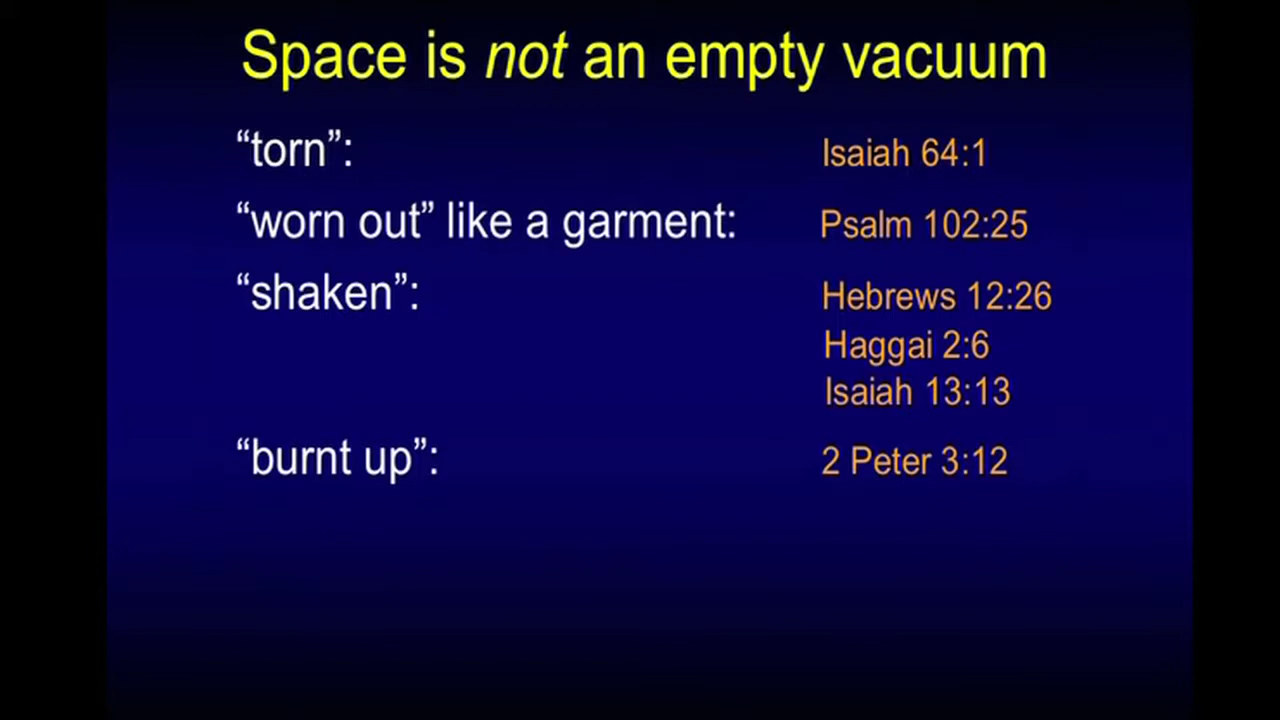 Space is not an empty vacuum
“torn”: Isaiah 64:1
“worn out” like a garment: Psalm 102:25
“shaken”: Hebrews 12:26
Haggai 2:6
Isaiah 13:13
“burnt up”: 2 Peter 3:12